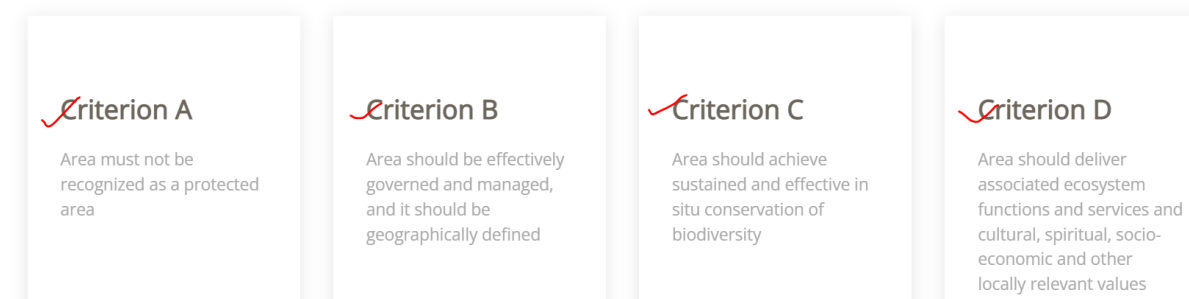 Criterion A
Area must not be
recognized as a protected
area
Criterion B
Area should be effectively
governed and managed,
and it should be
geographically defined
Criterion C
Area should achieve
sustained and effective in
situ conservation of
biodiversity
Criterion D
Area should deliver
associated ecosystem
functions and services and
cultural, spiritual, socio-
economic and other
locally relevant values